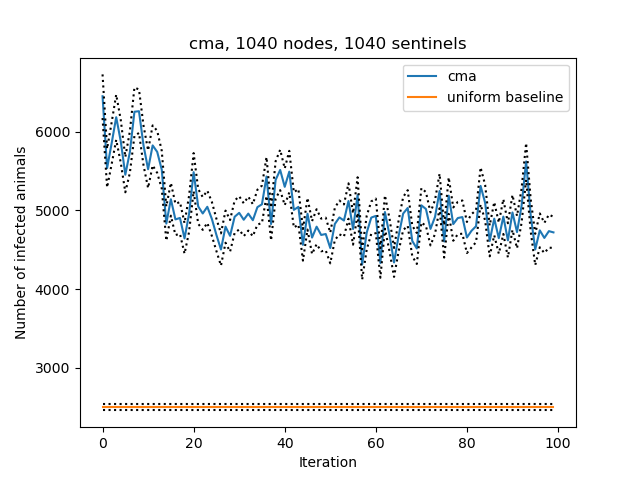 cma, 1040 nodes, 1040 sentinels
cma
uniform baseline
Number of infected animals
6000
5000
4000
3000
0 20 40 60 80 100
Iteration